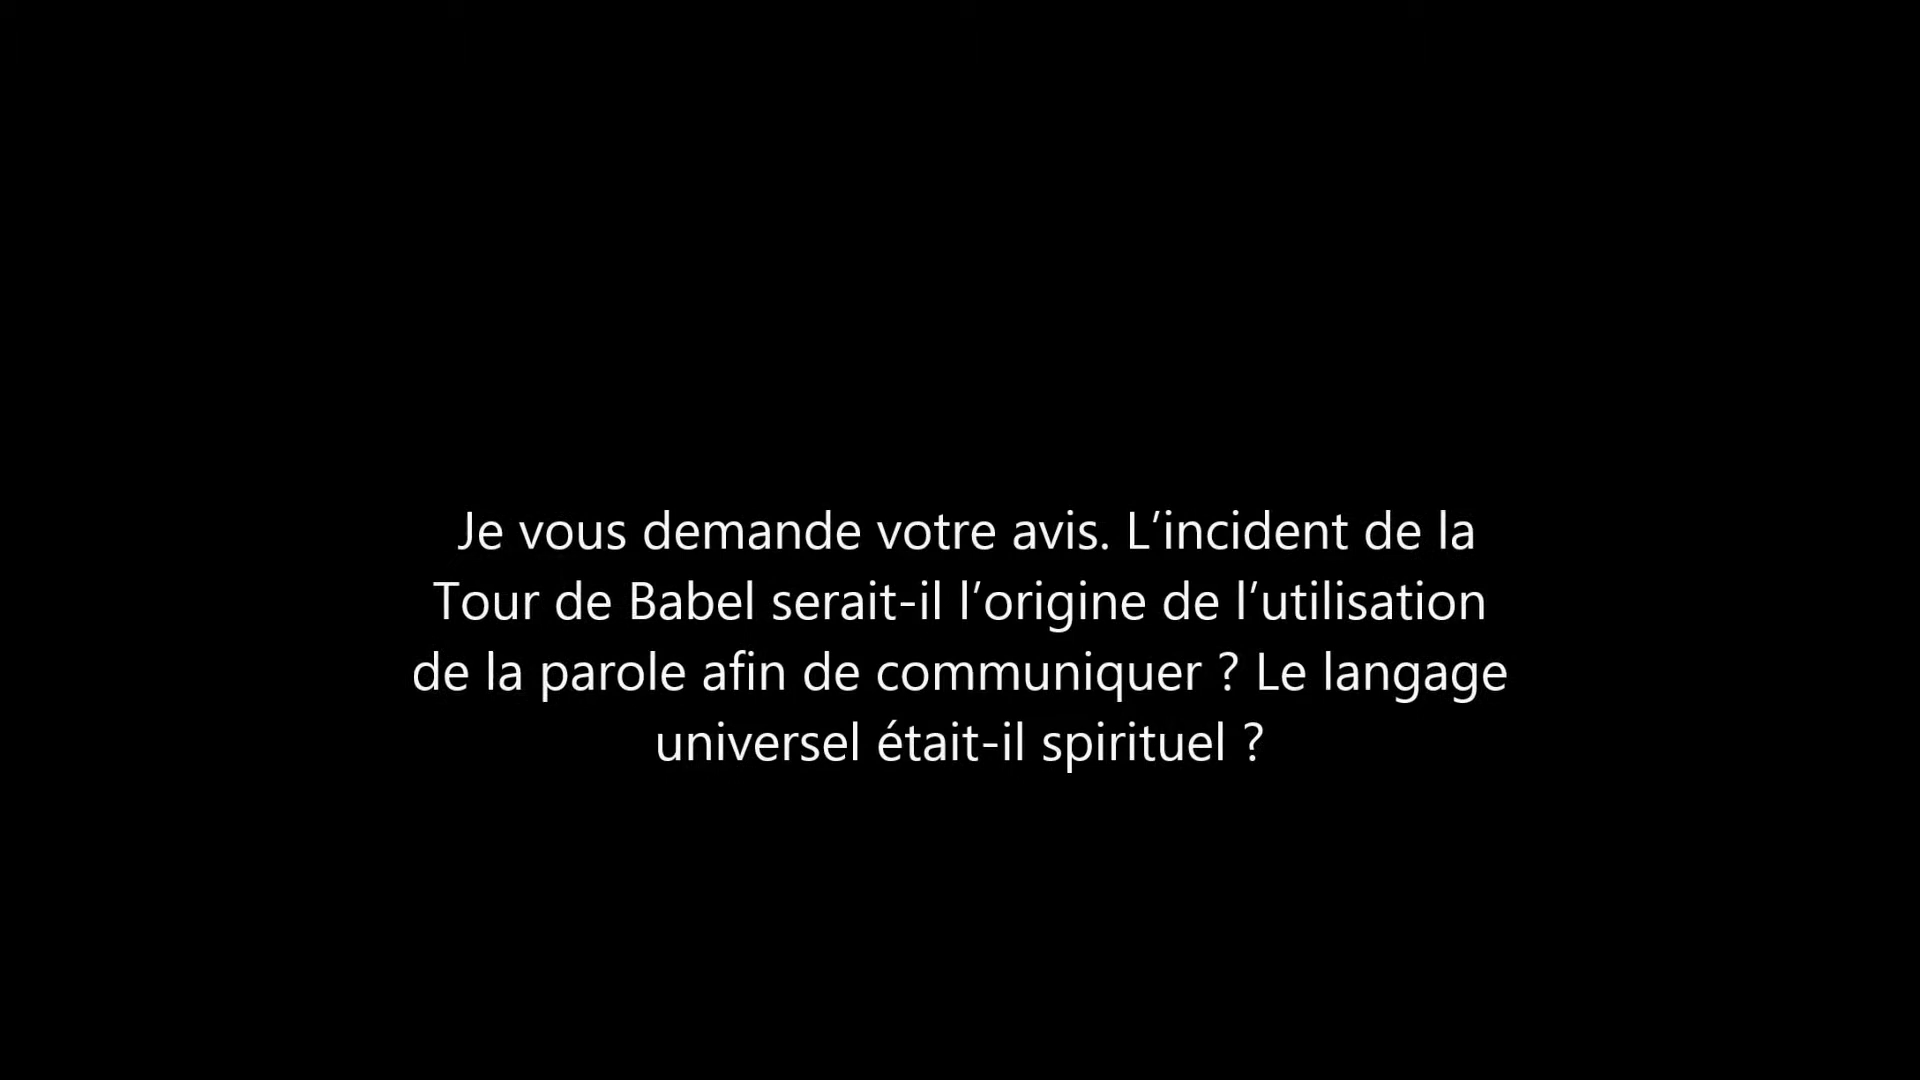 Je vous demande votre avis. L’incident de la
Tour de Babel serait-il l’origine de l’utilisation
de la parole afin de communiquer ? Le langage
universel était-il spirituel ?